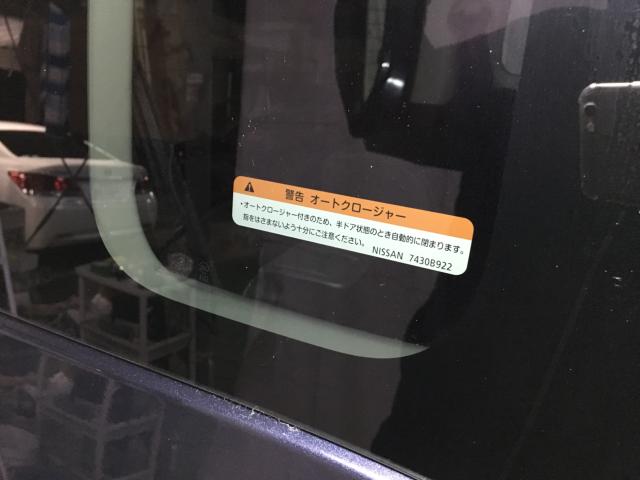 警告 オートクロージャー
・オートクロージャー付きのため、半ドア状態のとき自動的に閉まります。
指をはさまないよう十分にご注意ください。 NISSAN 7430B922